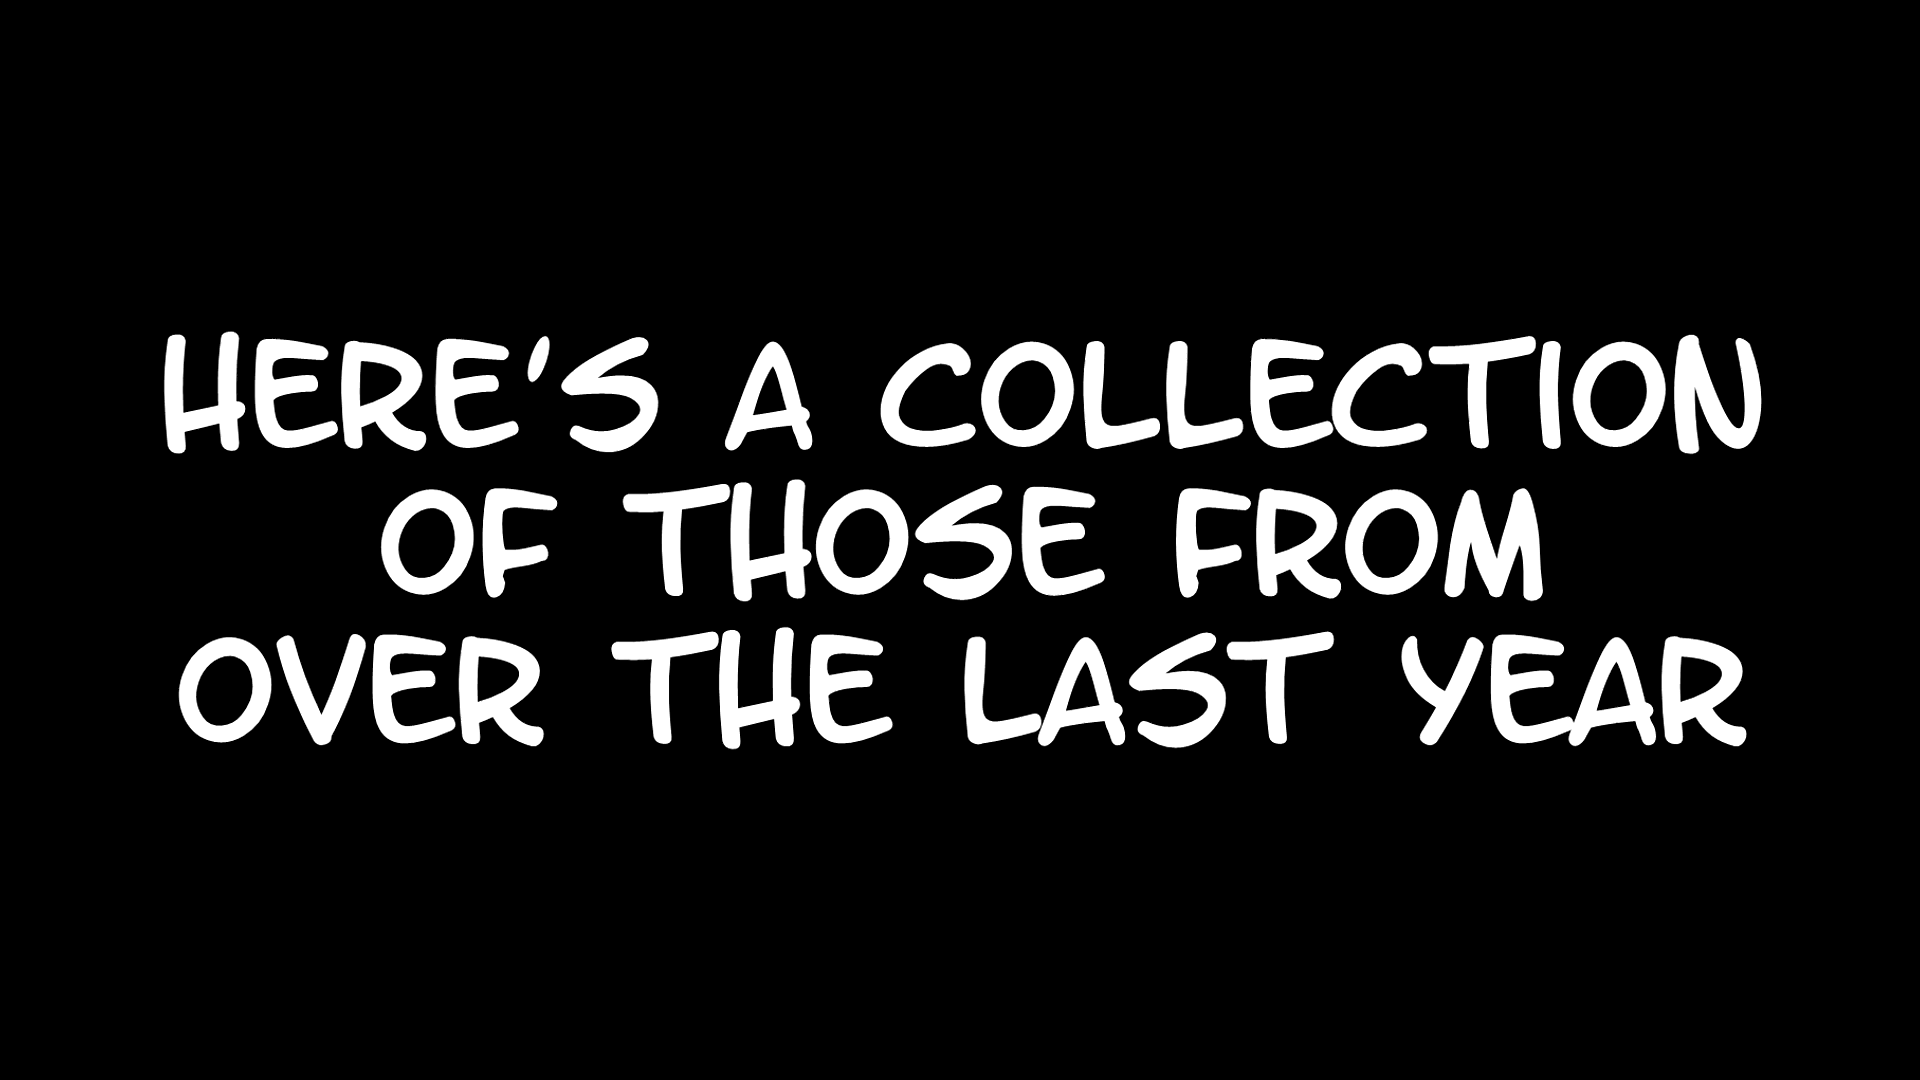 HERE'S A COLLECTION
OF THOSE FROM
OVER THE LAST YEAR